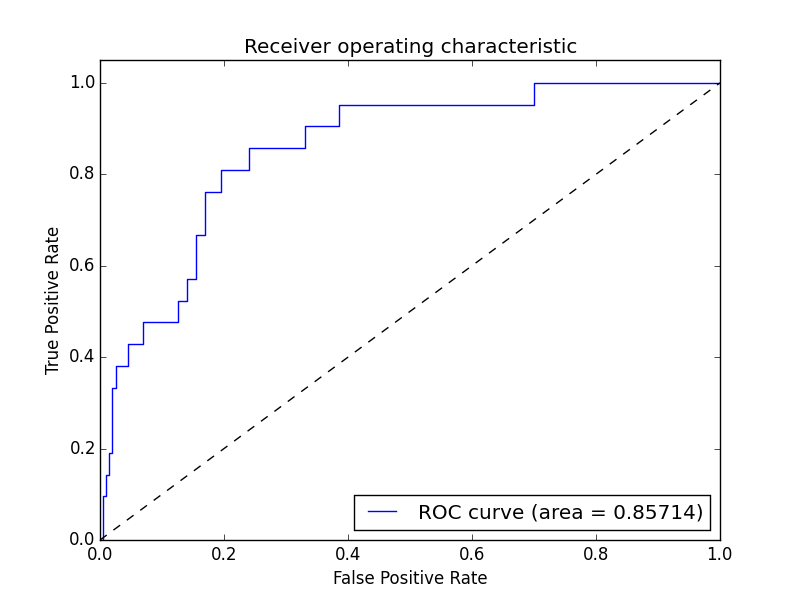 Receiver operating characteristic
1.0
0.8
0.6
0.4
0.2
0.0
True Positive Rate
ROC curve (area = 0.85714)
0.0 0.2 0.4 0.6 0.8 1.0
False Positive Rate